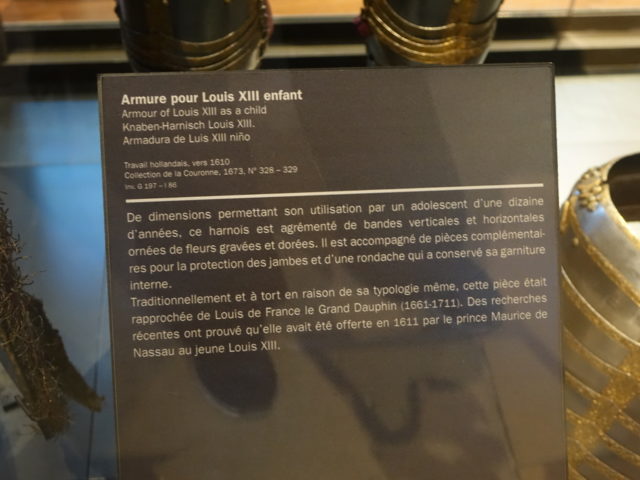 Armure pour Louis XIII enfant
Armour of Louis XIII as a child
Knaben-Harnisch Louis XIII.
Armadura de Luis XIII niño
Travail hollandais, vers 1610
Collection de la Couronne, 1673, N° 328 – 329
Inv. G 197 – I 86
De dimensions permettant son utilisation par un adolescent d'une dizaine
d'années, ce harnois est agrémenté de bandes verticales et horizontales
ornées de fleurs gravées et dorées. Il est accompagné de pièces complémentai-
res pour la protection des jambes et d'une rondache qui a conservé sa garniture
interne.
Traditionnellement et à tort en raison de sa typologie même, cette pièce était
rapprochée de Louis de France le Grand Dauphin (1661-1711). Des recherches
récentes ont prouvé qu'elle avait été offerte en 1611 par le prince Maurice de
Nassau au jeune Louis XIII.